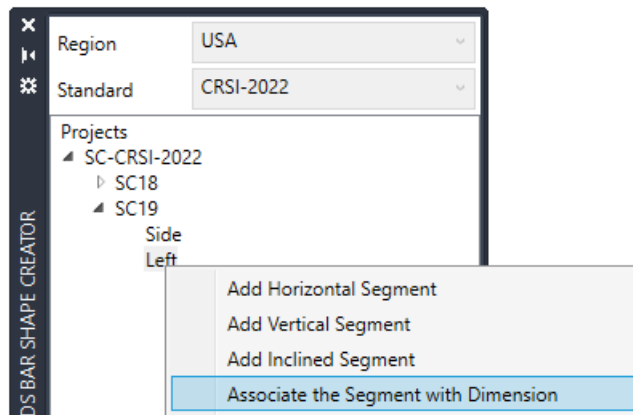 Region
USA
Standard
CRSI-2022
Projects
SC-CRSI-2022
SC18
SC19
Side
Left
Add Horizontal Segment
Add Vertical Segment
Add Inclined Segment
Associate the Segment with Dimension
DS BAR SHAPE CREATOR